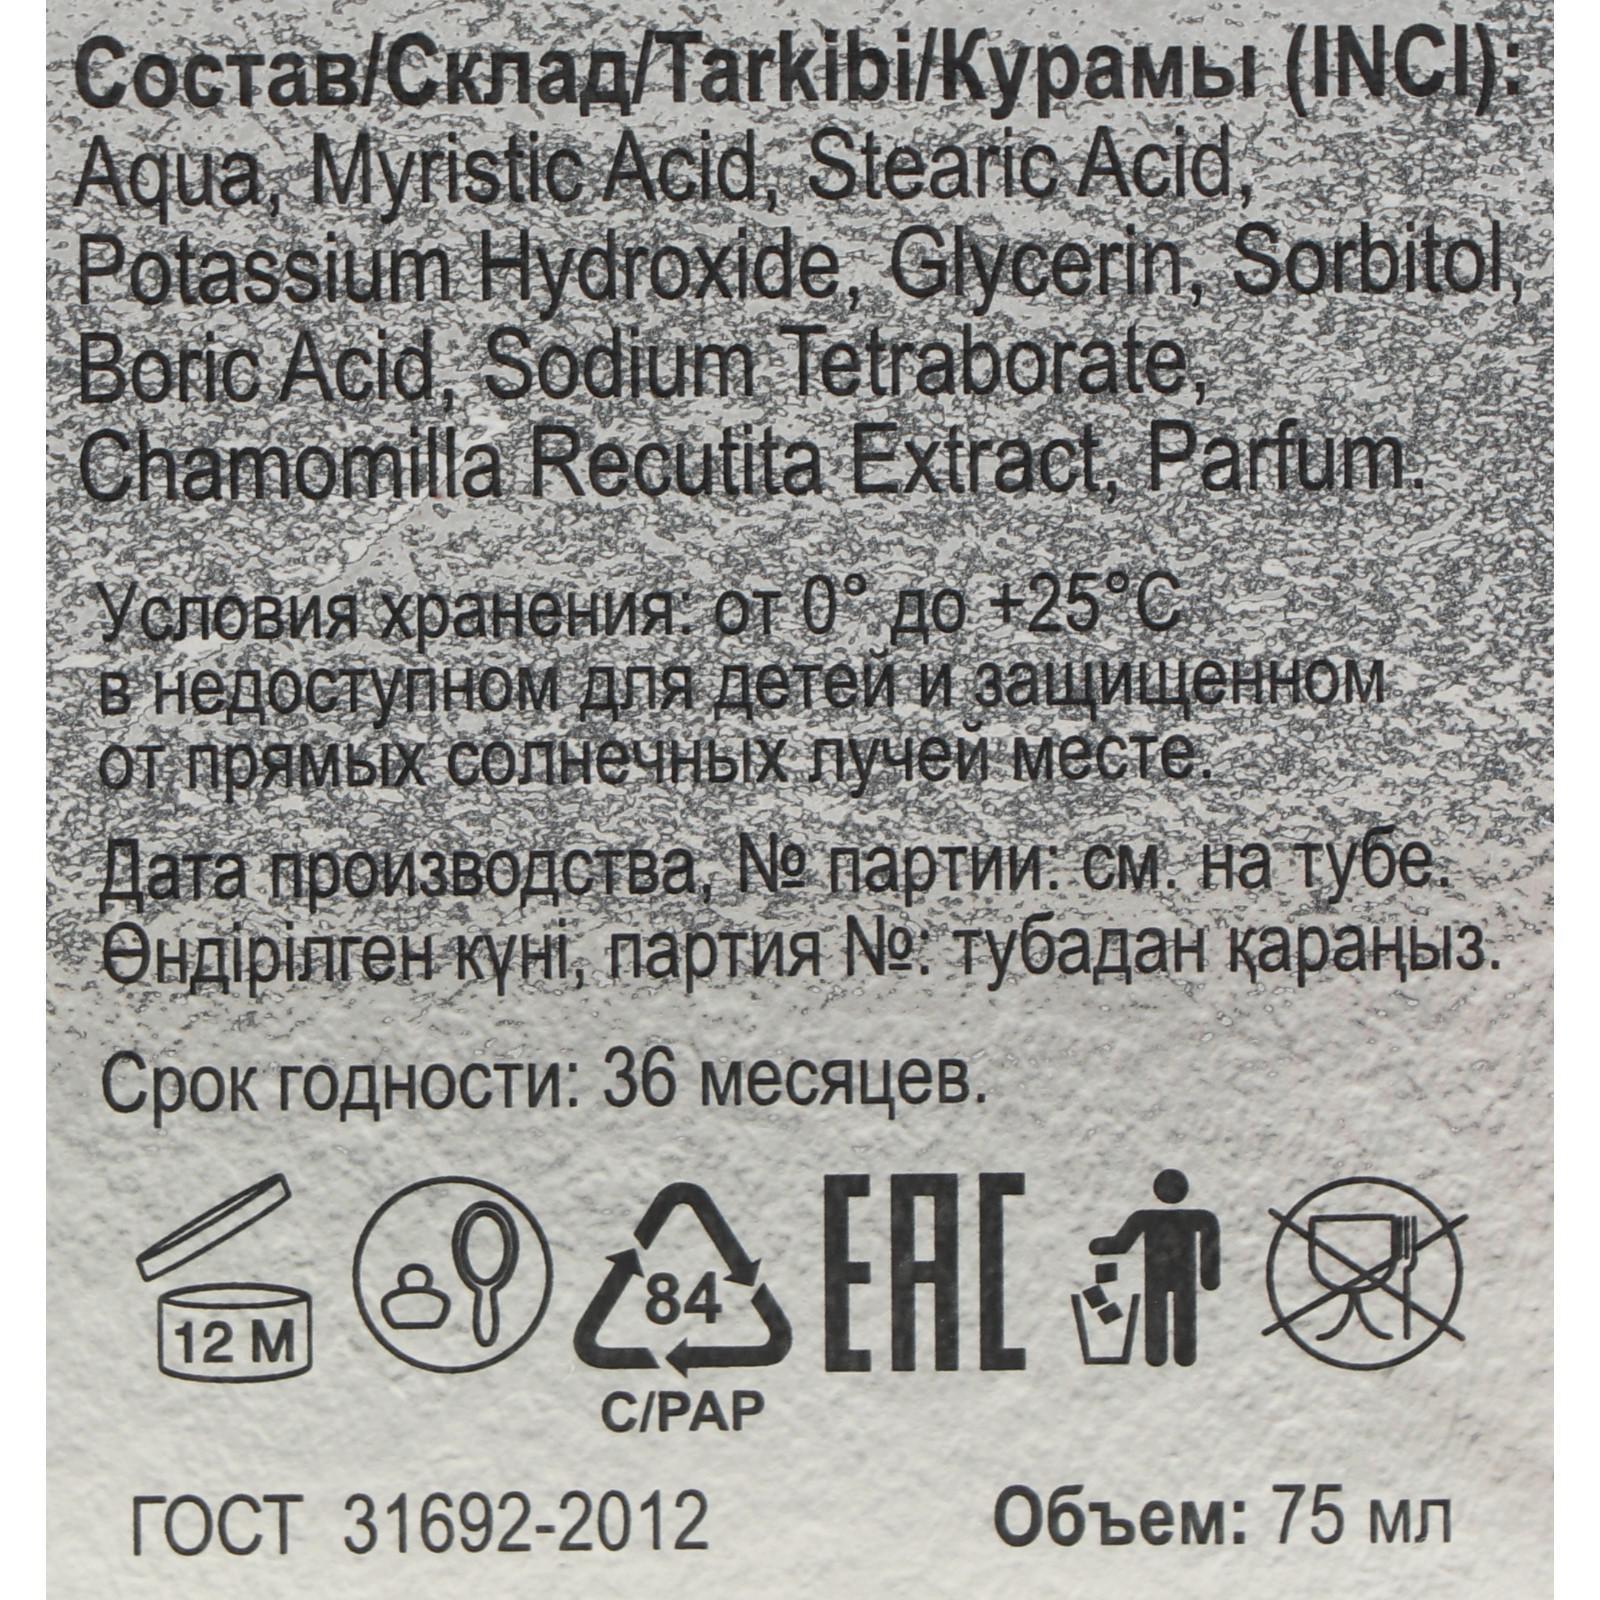 Состав/Склад/Tarkibi/Курамы (INCI):
Aqua, Myristic Acid, Stearic Acid,
Potassium Hydroxide, Glycerin, Sorbitol,
Boric Acid, Sodium Tetraborate,
Chamomilla Recutita Extract, Parfum.
Условия хранения: от 0° до +25°С
в недоступном для детей и защищенном
от прямых солнечных лучей месте.
Дата производства, № партии: см. на тубе.
Өндірілген күні, партия №: тубадан қараңыз.
Срок годности: 36 месяцев.
12 M
84
EAC
C/PAP
ГОСТ 31692-2012
Объем: 75 мл